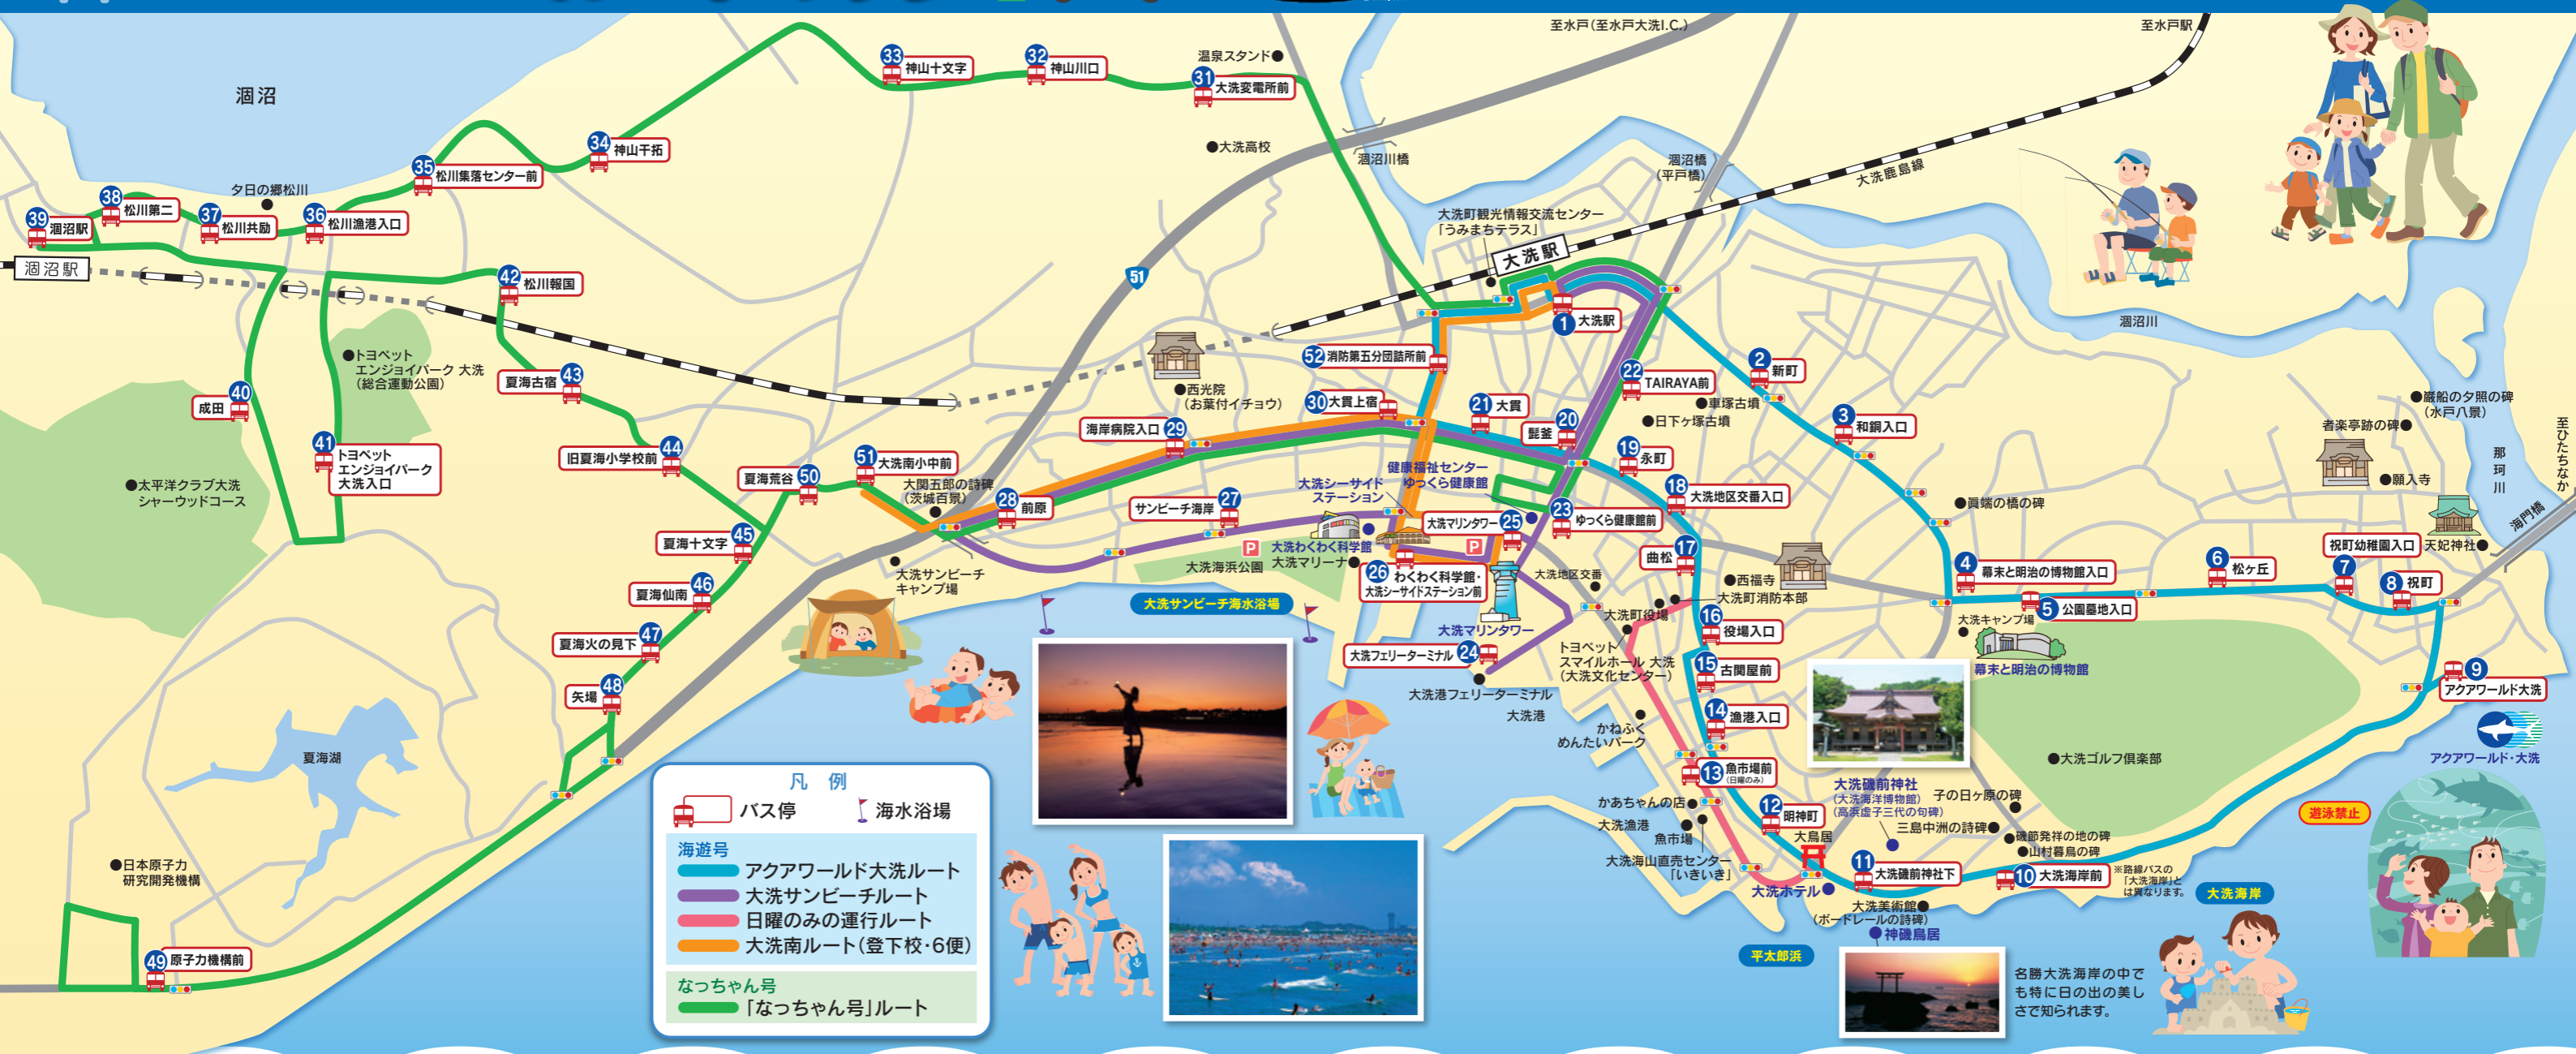 至水戸（至水戸大洗I.C.）
至水戸駅
涸沼
33 神山十文字
32 神山川口
温泉スタンド
31 大洗変電所前
34 神山干拓
大洗高校
涸沼川橋
涸沼橋
（平戸橋）
大洗鹿島線
35 松川集落センター前
夕日の郷松川
38 松川第二
39 涸沼駅
37 松川共励
36 松川漁港入口
大洗町観光情報交流センター
「うみまちテラス」
大洗駅
涸沼駅
51
42 松川報国
1 大洗駅
涸沼川
トヨペット
エンジョイパーク 大洗
（総合運動公園）
52 消防第五分団詰所前
2 新町
22 TAIRAYA前
夏海古宿 43
西光院
（お葉付イチョウ）
成田 40
30 大貫上宿
21 大貫
車塚古墳
日下ヶ塚古墳
3 和銅入口
巌船の夕照の碑
（水戸八景）
者楽亭跡の碑
至ひたちなか
海岸病院入口 29
髭釜 20
19 永町
那珂川
41 トヨペット
エンジョイパーク
大洗入口
旧夏海小学校前 44
51 大洗南小中前
夏海荒谷 50
健康福祉センター
ゆっくら健康館
大洗シーサイド
ステーション
願入寺
太平洋クラブ大洗
シャーウッドコース
大関五郎の詩碑
（茨城百景）
28 前原
サンビーチ海岸 27
18 大洗地区交番入口
眞端の橋の碑
海門橋
大洗マリンタワー 25
23 ゆっくら健康館前
夏海十文字 45
P
P
大洗わくわく科学館
大洗マリーナ
大洗海浜公園
曲松 17
祝町幼稚園入口
7
天妃神社
大洗サンビーチ
キャンプ場
26 わくわく科学館・
大洗シーサイドステーション前
大洗地区交番
西福寺
大洗町消防本部
4 幕末と明治の博物館入口
6 松ヶ丘
8 祝町
夏海仙南 46
大洗サンビーチ海水浴場
大洗町役場
16 役場入口
5 公園墓地入口
大洗キャンプ場
大洗マリンタワー
夏海火の見下 47
大洗フェリーターミナル 24
トヨペット
スマイルホール 大洗
（大洗文化センター）
15 古関屋前
幕末と明治の博物館
9
アクアワールド大洗
矢場 48
大洗港フェリーターミナル
大洗港
14 漁港入口
かねふく
めんたいパーク
夏海湖
大洗ゴルフ倶楽部
アクアワールド・大洗
13 魚市場前
（日曜のみ）
凡 例
バス停
海水浴場
海遊号
アクアワールド大洗ルート
大洗サンビーチルート
日曜のみの運行ルート
大洗南ルート（登下校・6便）
なっちゃん号
「なっちゃん号」ルート
かあちゃんの店
大洗漁港
魚市場
大洗海山直売センター
「いきいき」
12 明神町
大鳥居
大洗磯前神社
（大洗海洋博物館）
（高浜虚子三代の句碑）
子の日ヶ原の碑
三島中洲の詩碑
磯節発祥の地の碑
山村暮鳥の碑
遊泳禁止
日本原子力
研究開発機構
11 大洗磯前神社下
10 大洗海岸前
※路線バスの
「大洗海岸」と
は異なります。
大洗海岸
大洗ホテル
大洗美術館
（ボードレールの詩碑）
神磯鳥居
平太郎浜
49 原子力機構前
名勝大洗海岸の中で
も特に日の出の美し
さで知られます。